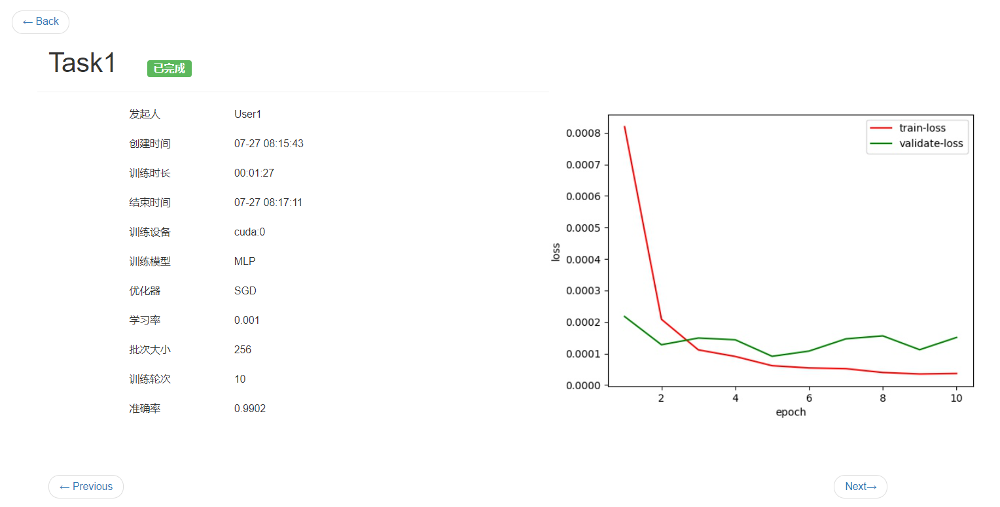 ← Back
Task1 已完成
发起人 User1
创建时间 07-27 08:15:43
训练时长 00:01:27
结束时间 07-27 08:17:11
训练设备 cuda:0
训练模型 MLP
优化器 SGD
学习率 0.001
批次大小 256
训练轮次 10
准确率 0.9902
train-loss
validate-loss
0.0008
0.0007
0.0006
0.0005
0.0004
0.0003
0.0002
0.0001
0.0000
loss
2 4 6 8 10
epoch
← Previous
Next→